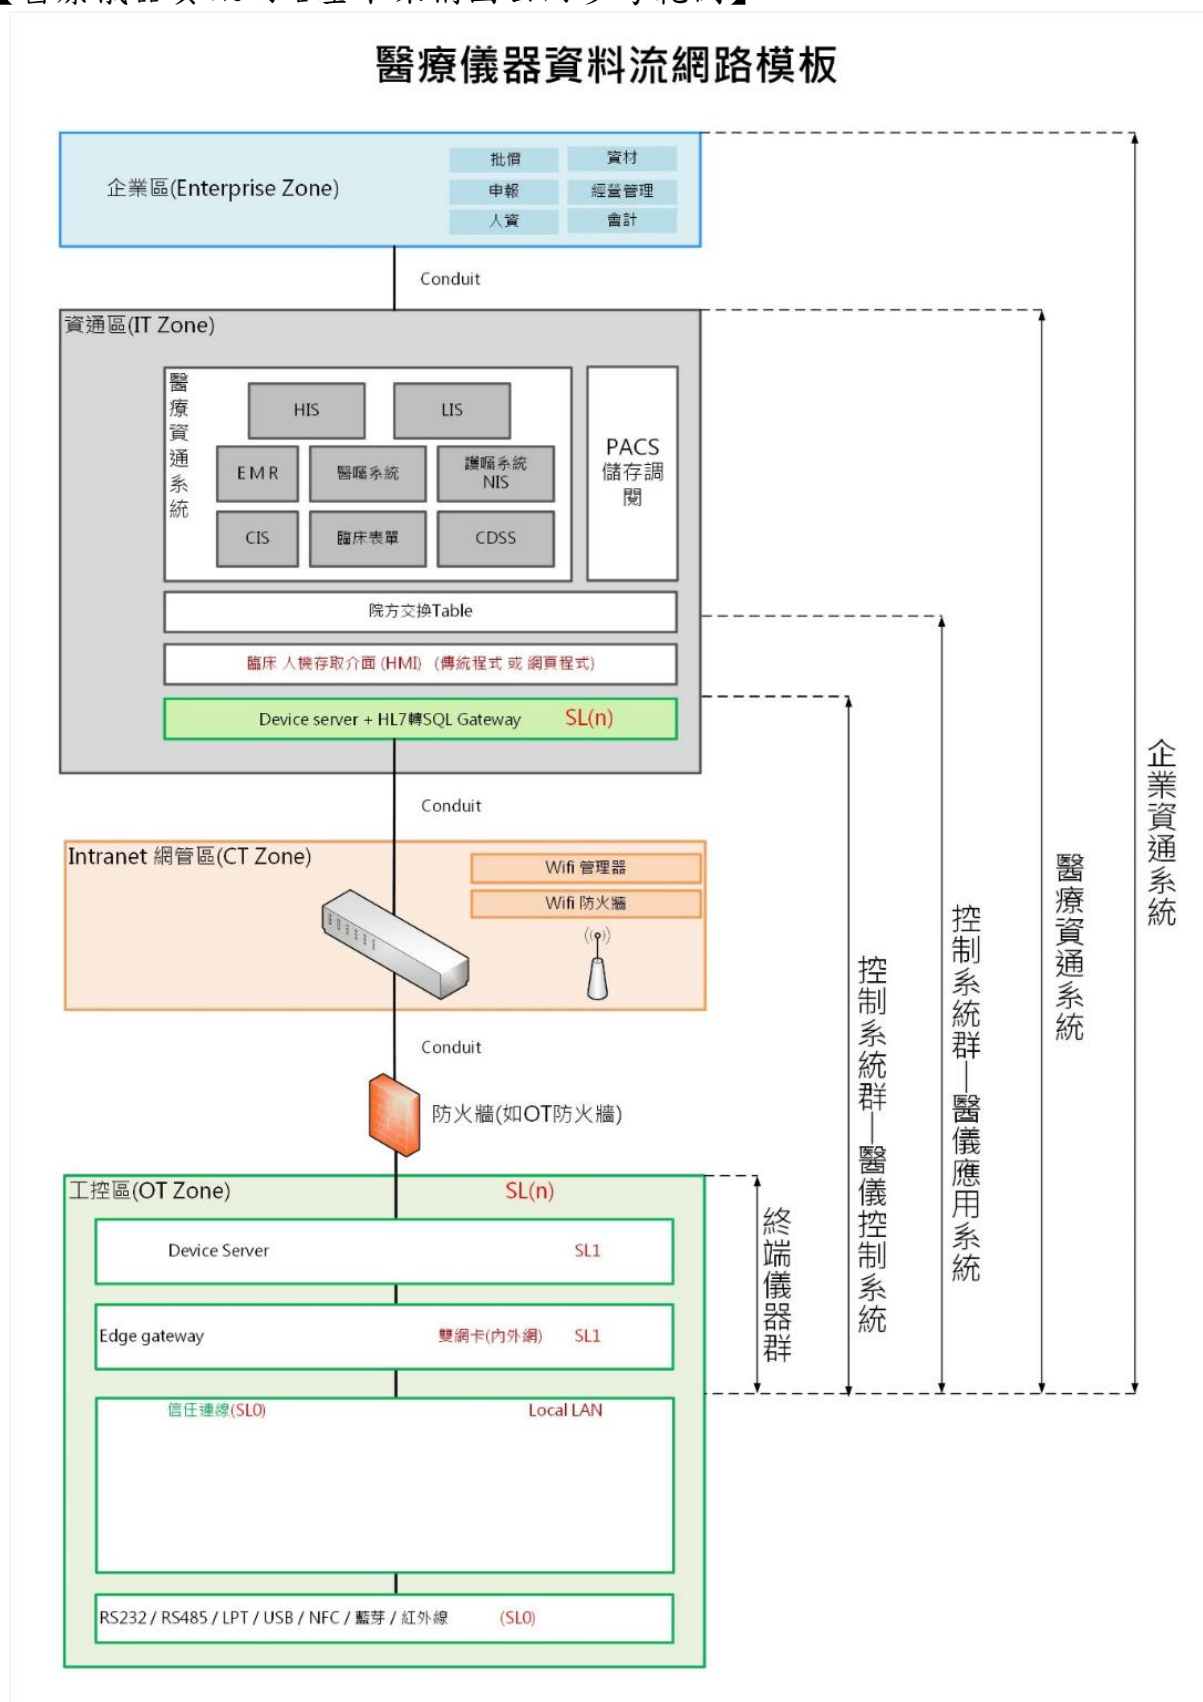 醫療儀器資料流網路模板
企業區(Enterprise Zone)
批價
資材
申報
經營管理
人資
會計
Conduit
資通區(IT Zone)
醫療資通系統
HIS
LIS
EMR
醫囑系統
護囑系統
NIS
CIS
臨床表單
CDSS
PACS
儲存調
閱
院方交換Table
臨床 人機存取介面 (HMI) (傳統程式 或 網頁程式)
Device server + HL7轉SQL Gateway
SL(n)
Conduit
Intranet 網管區(CT Zone)
Wifi 管理器
Wifi 防火牆
Conduit
防火牆(如OT防火牆)
工控區(OT Zone)
SL(n)
Device Server
SL1
Edge gateway
雙網卡(內外網)
SL1
信任連線(SL0)
Local LAN
RS232 / RS485 / LPT / USB / NFC / 藍芽 / 紅外線
(SL0)
終端儀器群
控制系統群—醫儀控制系統
控制系統群—醫儀應用系統
醫療資通系統
企業資通系統